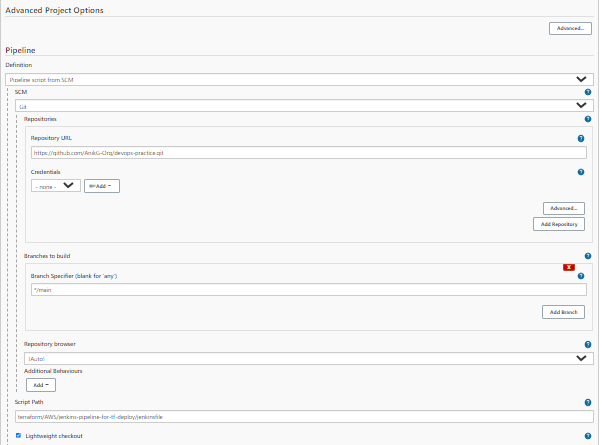 Advanced Project Options
Advanced...
Pipeline
Definition
Pipeline script from SCM
SCM
Git
Repositories
Repository URL
https://github.com/AnikG-Org/devops-practice.git
Credentials
- none -
Add
Advanced...
Add Repository
Branches to build
X
Branch Specifier (blank for 'any')
*/main
Add Branch
Repository browser
(Auto)
Additional Behaviours
Add
Script Path
terraform/AWS/jenkins-pipeline-for-tf-deploy/jenkinsfile
Lightweight checkout